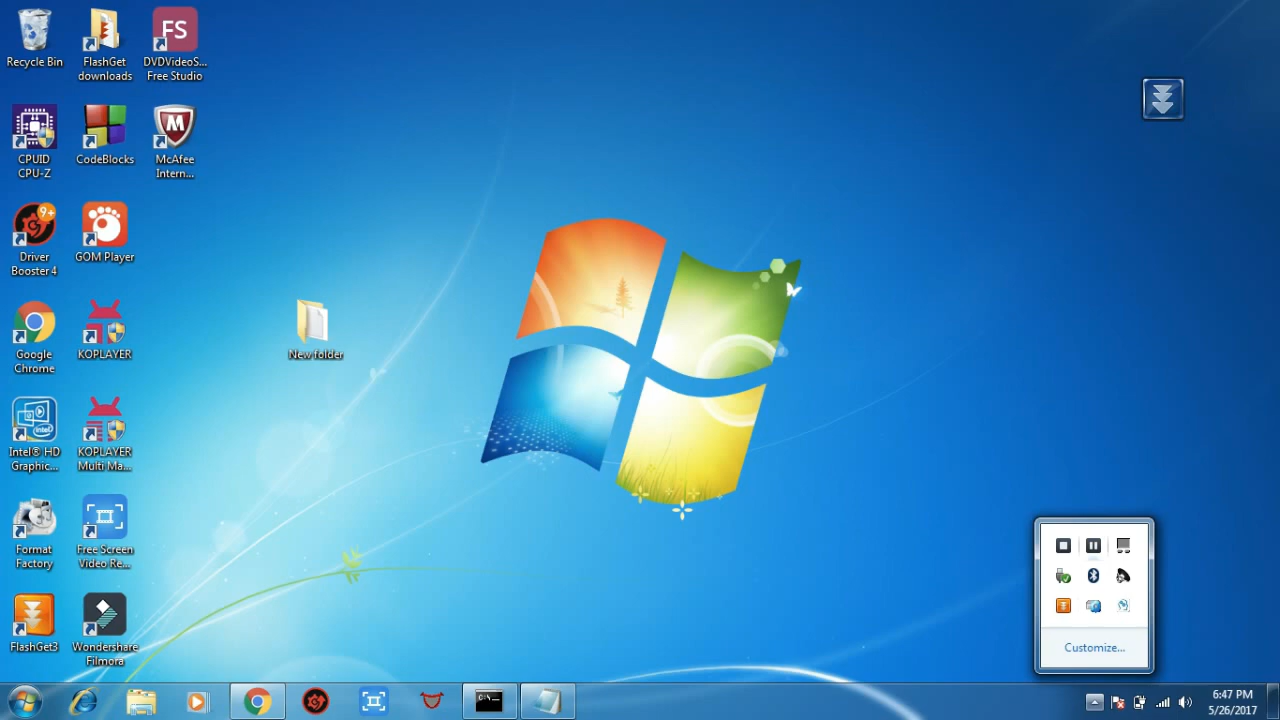 Recycle Bin
FlashGet
downloads
FS
DVDVideoS...
Free Studio
CPUID
CPU-Z
CodeBlocks
M
McAfee
Intern...
9+
Driver
Booster 4
GOM Player
Google
Chrome
KOPLAYER
New folder
intel
Intel® HD
Graphic...
KOPLAYER
Multi Ma...
Format
Factory
Free Screen
Video Re...
FlashGet3
Wondershare
Filmora
Customize...
C:\_
6:47 PM
5/26/2017